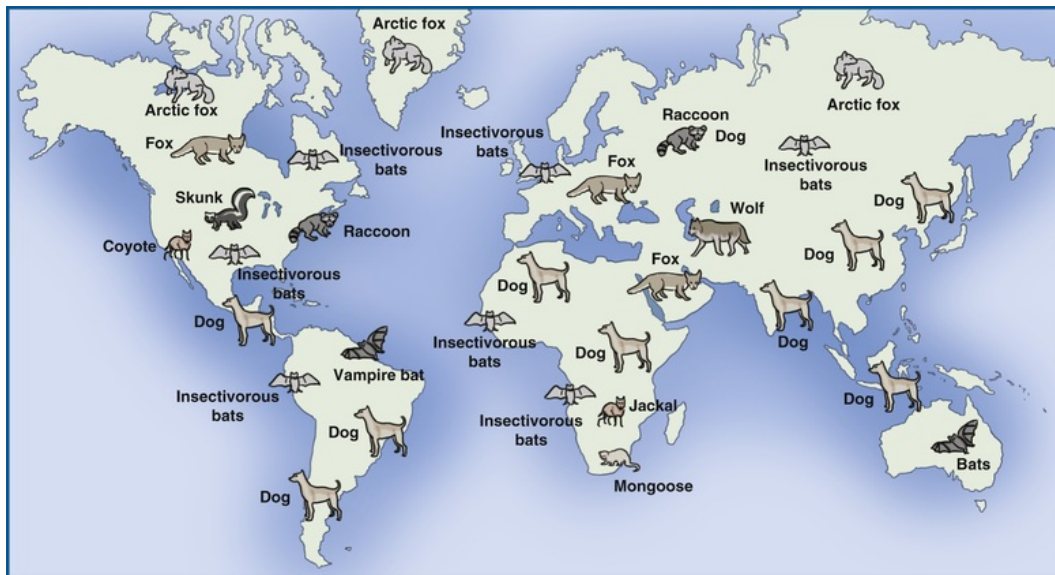 Arctic fox
Arctic fox
Arctic fox
Fox
Insectivorous
bats
Insectivorous
bats
Raccoon
Dog
Insectivorous
bats
Fox
Skunk
Dog
Wolf
Raccoon
Coyote
Insectivorous
bats
Dog
Fox
Dog
Dog
Dog
Insectivorous
bats
Dog
Vampire bat
Insectivorous
bats
Dog
Jackal
Insectivorous
bats
Dog
Bats
Mongoose
Dog